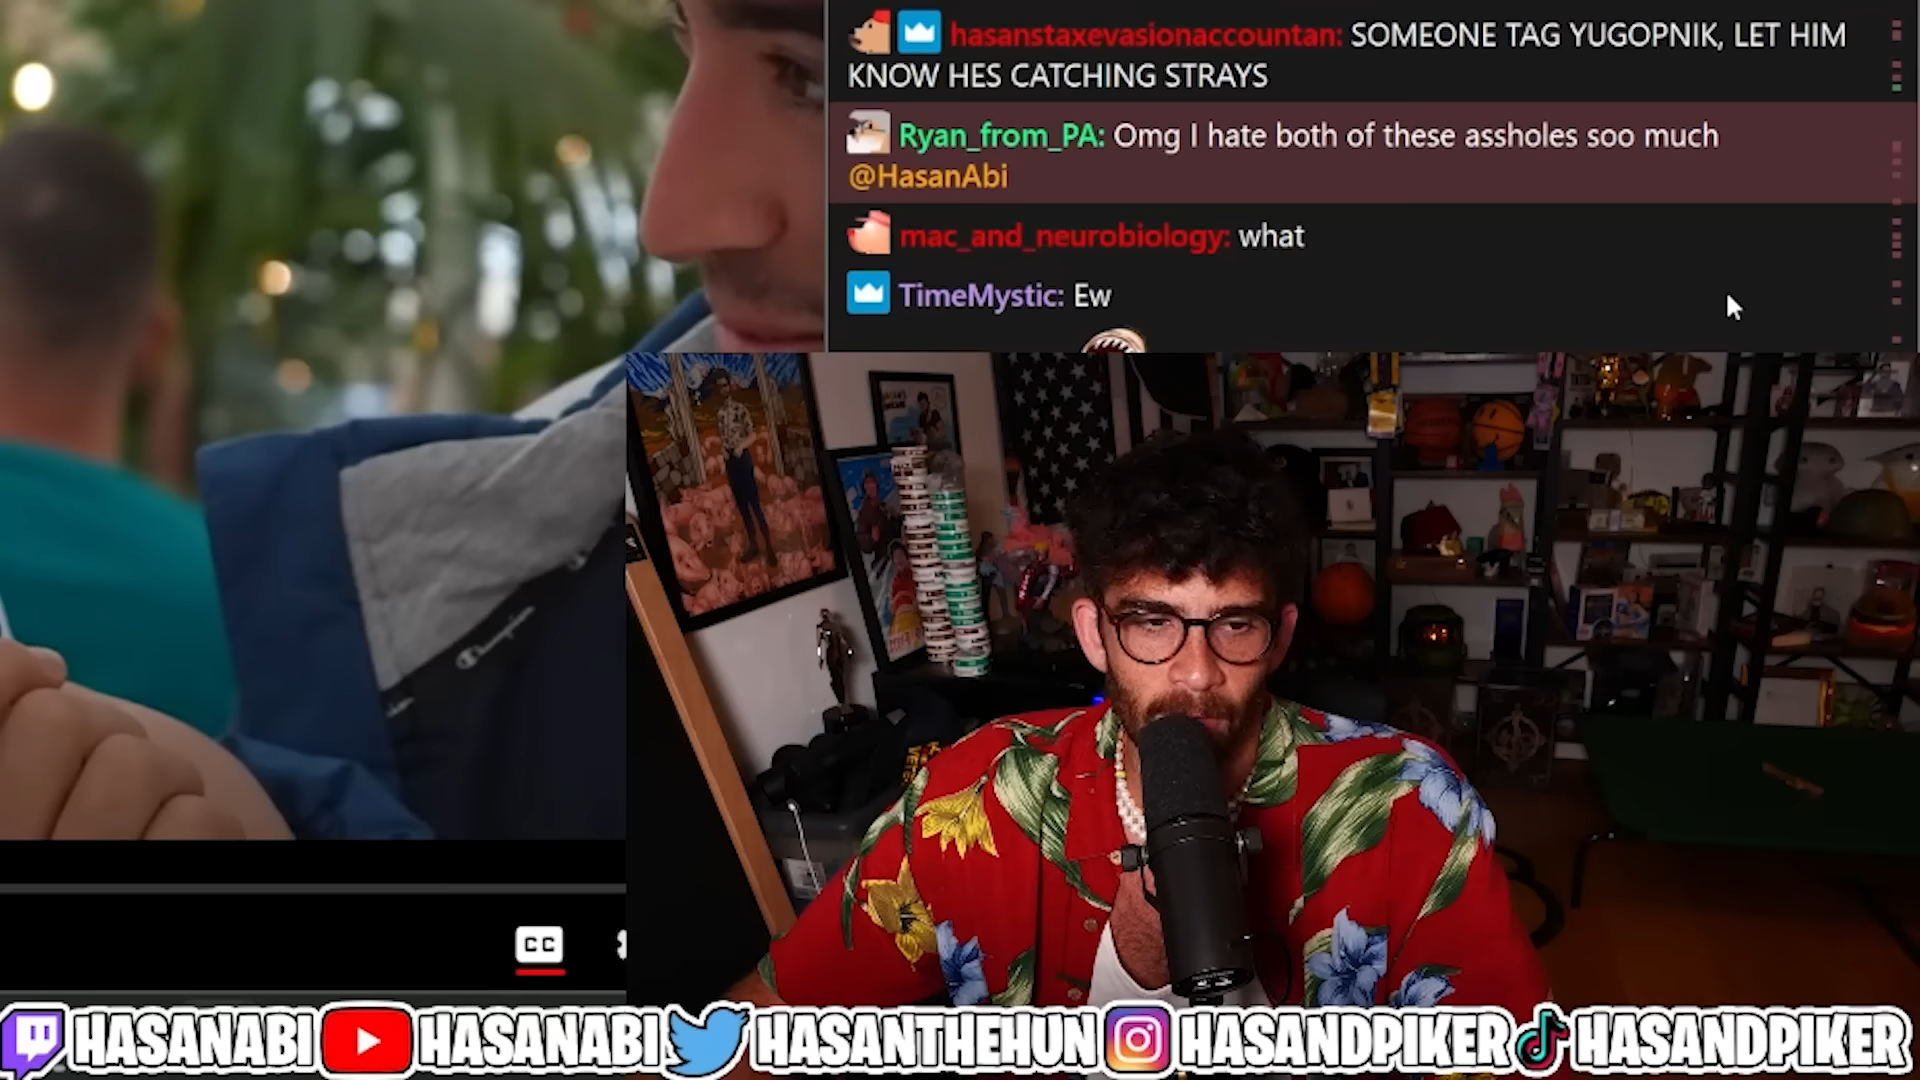 hasanstaxevasionaccountan: SOMEONE TAG YUGOPNIK, LET HIM
KNOW HES CATCHING STRAYS
Ryan_from_PA: Omg I hate both of these assholes soo much
@HasanAbi
mac_and_neurobiology: what
TimeMystic: Ew
Champion
CC
HASANABI HASANABI HASANTHEHUN HASANDPIKER HASANDPIKER